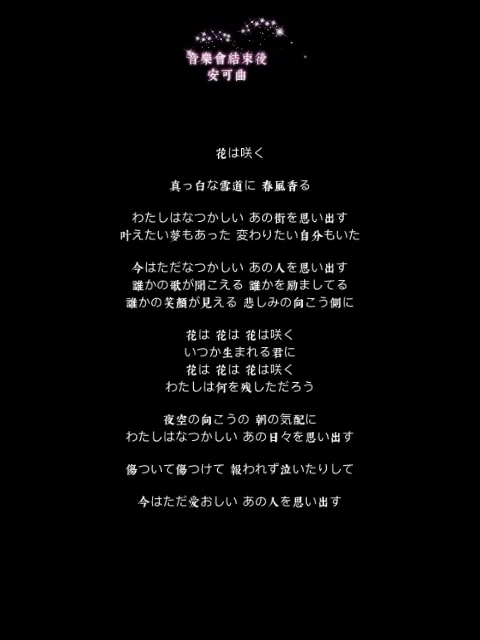 音樂會結束後
安可曲
花は咲く
真っ白な雪道に 春風香る
わたしはなつかしい あの街を思い出す
叶えたい夢もあった 変わりたい自分もいた
今はただなつかしい あの人を思い出す
誰かの歌が聞こえる 誰かを励ましてる
誰かの笑顔が見える 悲しみの向こう側に
花は 花は 花は咲く
いつか生まれる君に
花は 花は 花は咲く
わたしは何を残しただろう
夜空の向こうの 朝の気配に
わたしはなつかしい あの日々を思い出す
傷ついて傷つけて 報われず泣いたりして
今はただ愛おしい あの人を思い出す